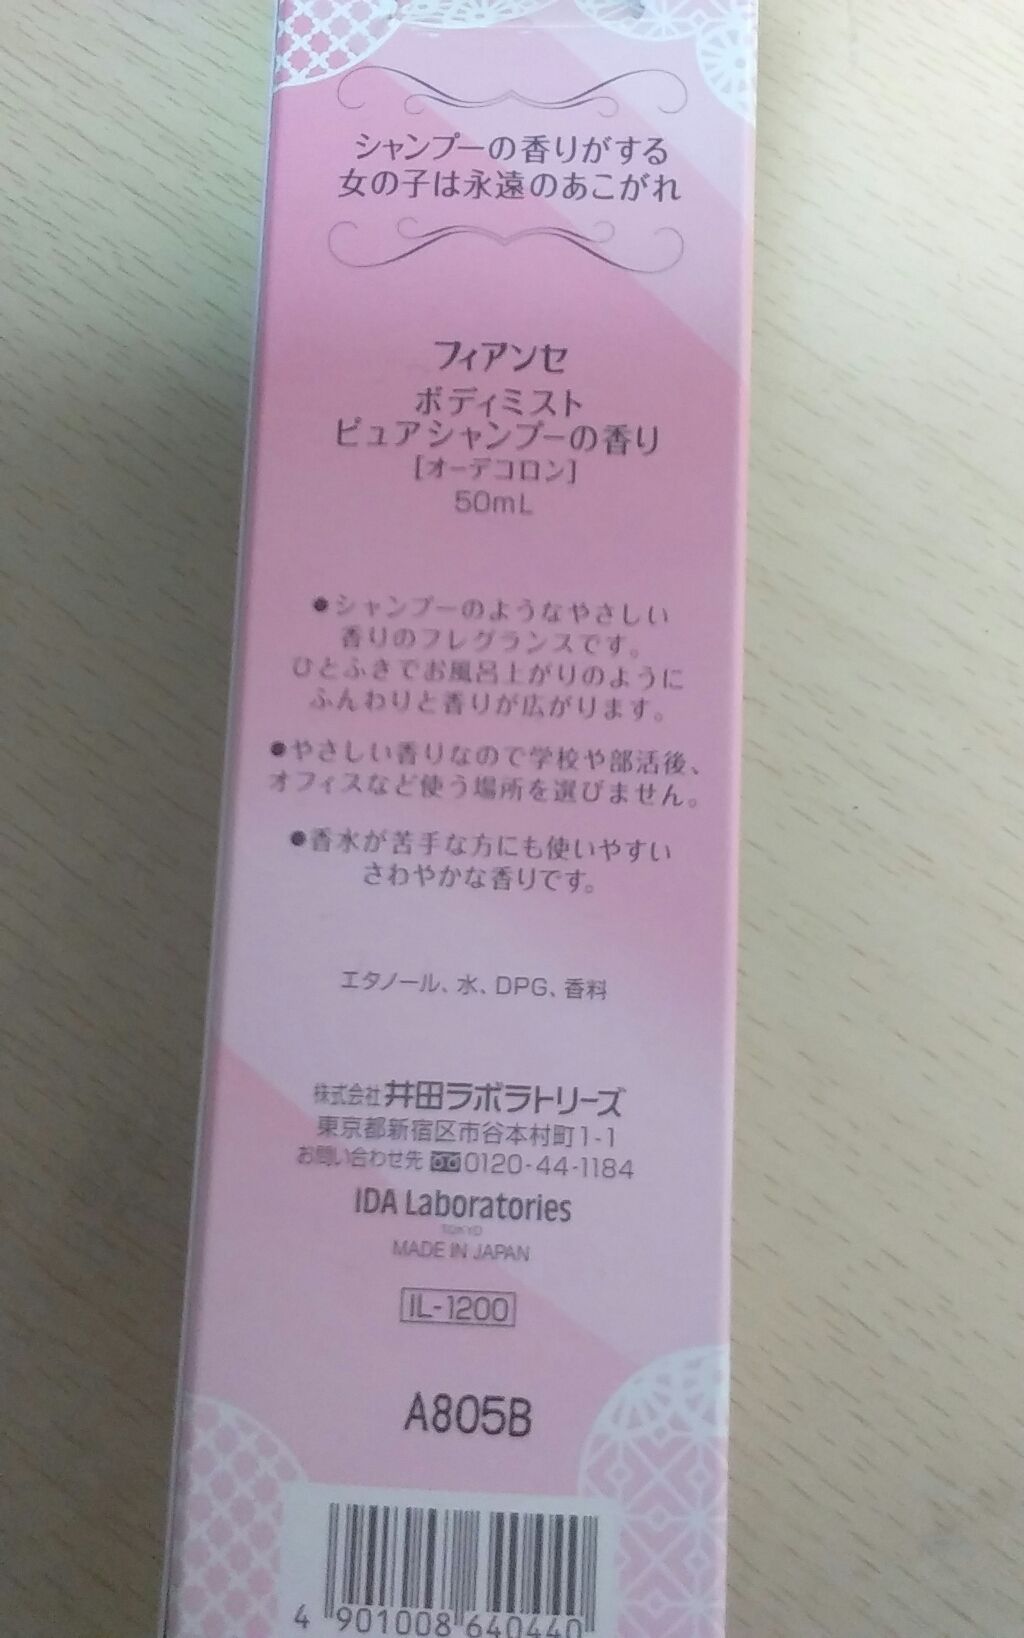 シャンプーの香りがする
女の子は永遠のあこがれ
フィアンセ
ボディミスト
ピュアシャンプーの香り
[オーデコロン]
50mL
●シャンプーのようなやさしい
香りのフレグランスです。
ひとふきでお風呂上がりのように
ふんわりと香りが広がります。
●やさしい香りなので学校や部活後、
オフィスなど使う場所を選びません。
●香水が苦手な方にも使いやすい
さわやかな香りです。
エタノール、水、DPG、香料
株式会社井田ラボラトリーズ
東京都新宿区市谷本村町1-1
お問い合わせ先 0120-44-1184
IDA Laboratories
TOKYO
MADE IN JAPAN
IL-1200
A805B
4 901008 640440